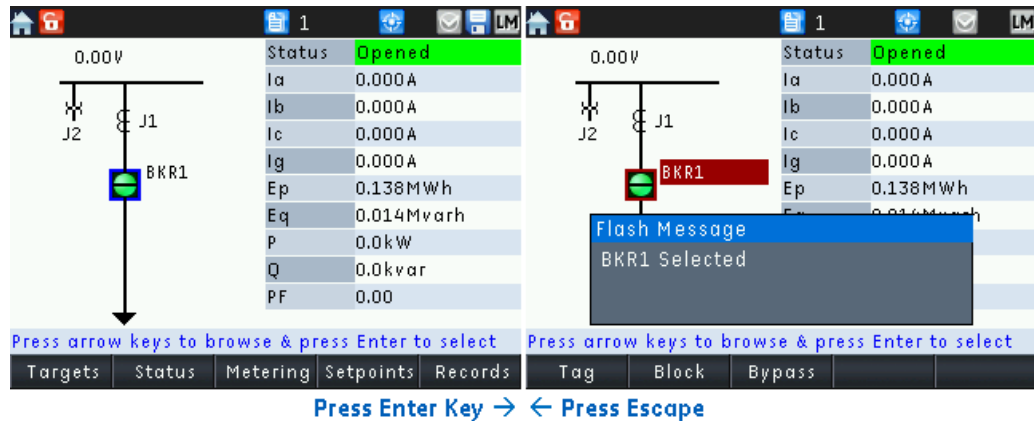 1 LM
0.00V
J2 J1
BKR1
Status Opened
Ia 0.000A
Ib 0.000A
Ic 0.000A
Ig 0.000A
Ep 0.138MWh
Eq 0.014Mvarh
P 0.0kW
Q 0.0kvar
PF 0.00
Press arrow keys to browse & press Enter to select
Targets Status Metering Setpoints Records
1 LM
0.00V
J2 J1
BKR1
Status Opened
Ia 0.000A
Ib 0.000A
Ic 0.000A
Ig 0.000A
Ep 0.138MWh
Flash Message
BKR1 Selected
Press arrow keys to browse & press Enter to select
Tag Block Bypass
Press Enter Key → ← Press Escape